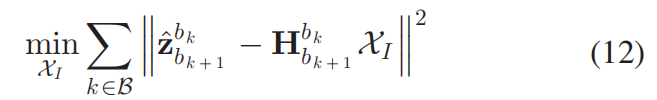 $$\min_{\mathcal{X}_I} \sum_{k \in \mathcal{B}} \left\| \hat{\mathbf{z}}_{b_{k+1}}^{b_k} - \mathbf{H}_{b_{k+1}}^{b_k} \mathcal{X}_I \right\|^2 \quad (12)$$